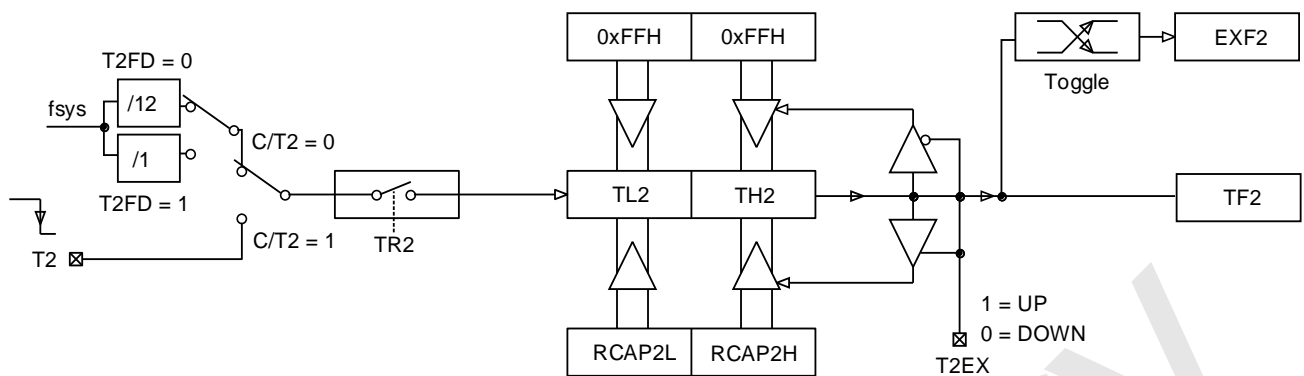 0xFFH 0xFFH
EXF2
Toggle
T2FD = 0
fsys
/12
C/T2 = 0
/1
T2FD = 1
TL2 TH2
TF2
C/T2 = 1
TR2
T2
1 = UP
0 = DOWN
RCAP2L RCAP2H
T2EX